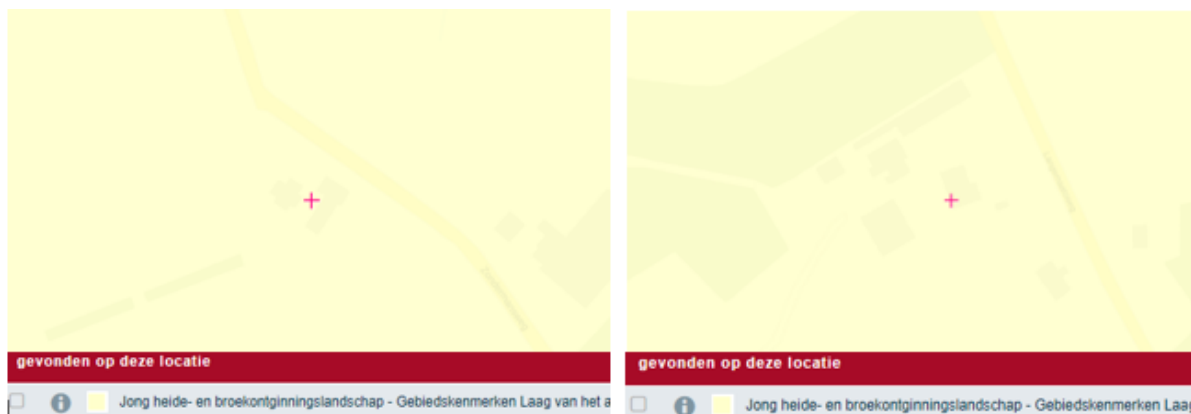 gevonden op deze locatie
Jong heide- en broekontginningslandschap - Gebiedskenmerken Laag van het a
gevonden op deze locatie
Jong heide- en broekontginningslandschap - Gebiedskenmerken Laag